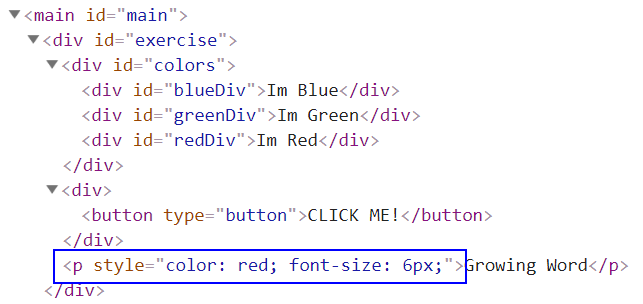 ▼<main id="main">
▼<div id="exercise">
▼<div id="colors">
<div id="blueDiv">Im Blue</div>
<div id="greenDiv">Im Green</div>
<div id="redDiv">Im Red</div>
</div>
▼<div>
<button type="button">CLICK ME!</button>
</div>
<p style="color: red; font-size: 6px;">Growing Word</p>
</div>